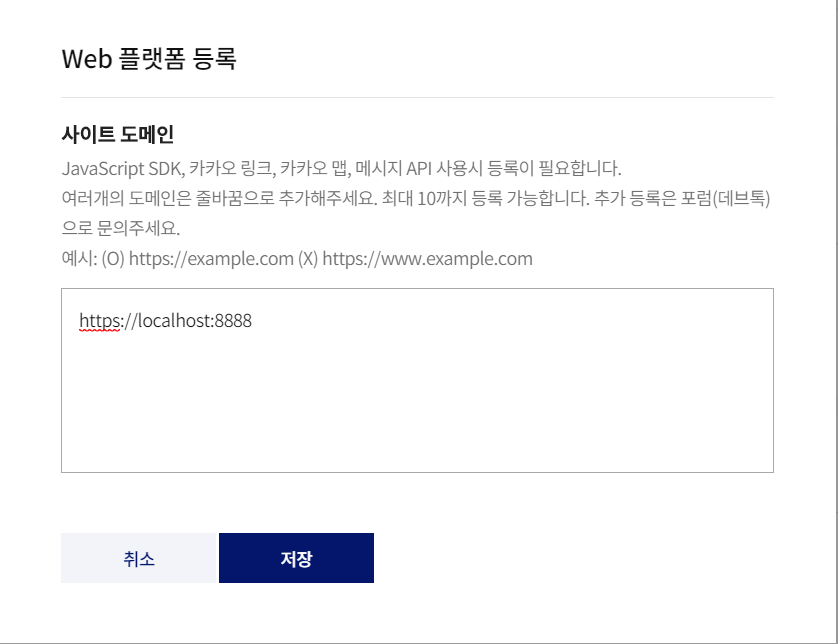 Web 플랫폼 등록
사이트 도메인
JavaScript SDK, 카카오 링크, 카카오 맵, 메시지 API 사용시 등록이 필요합니다.
여러개의 도메인은 줄바꿈으로 추가해주세요. 최대 10까지 등록 가능합니다. 추가 등록은 포럼(데브톡)
으로 문의주세요.
예시: (O) https://example.com (X) https://www.example.com
https://localhost:8888
취소 저장